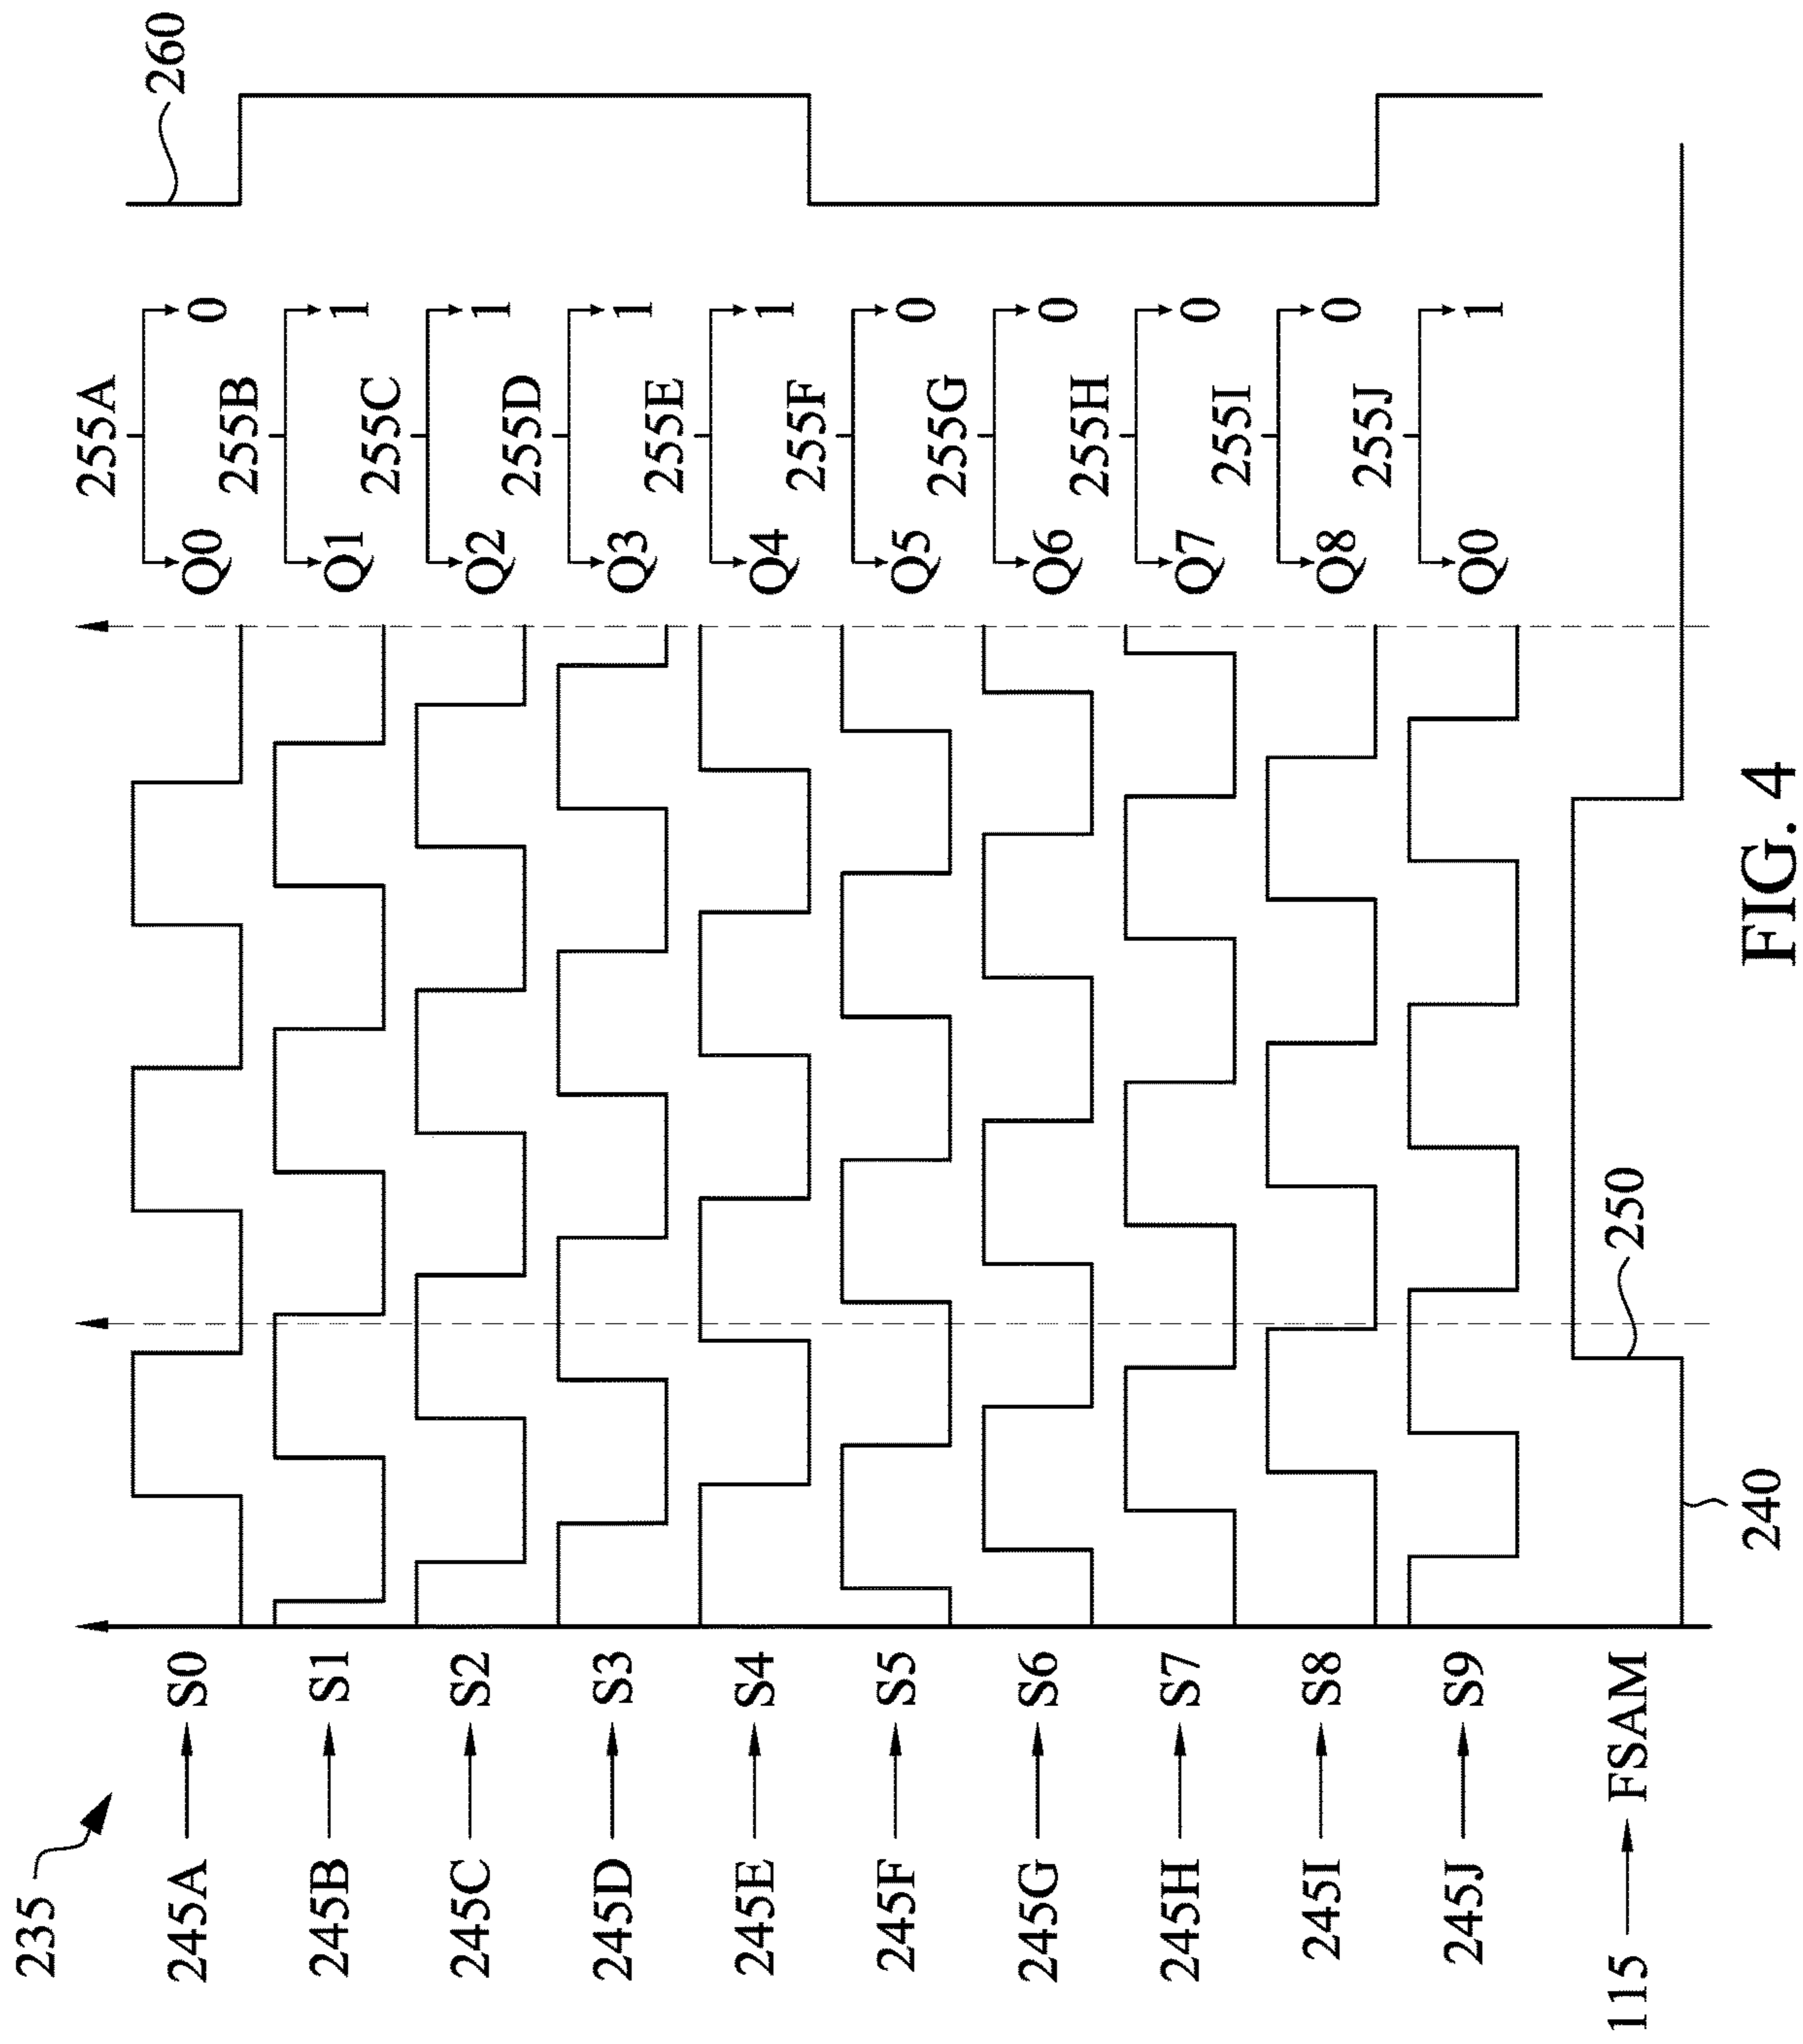 235
245A S0 Q0 255A 0 260
245B S1 Q1 255B 1
245C S2 Q2 255C 1
245D S3 Q3 255D 1
245E S4 Q4 255E 1
245F S5 Q5 255F 0
245G S6 Q6 255G 0
245H S7 Q7 255H 0
245I S8 Q8 255I 0
245J S9 Q0 255J 1
115 FSAM 250
240
FIG. 4